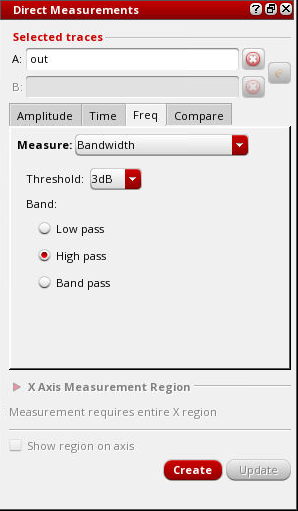 Direct Measurements
Selected traces
A: out
B:
Amplitude Time Freq Compare
Measure: Bandwidth
Threshold: 3dB
Band:
Low pass
High pass
Band pass
X Axis Measurement Region
Measurement requires entire X region
Show region on axis
Create Update